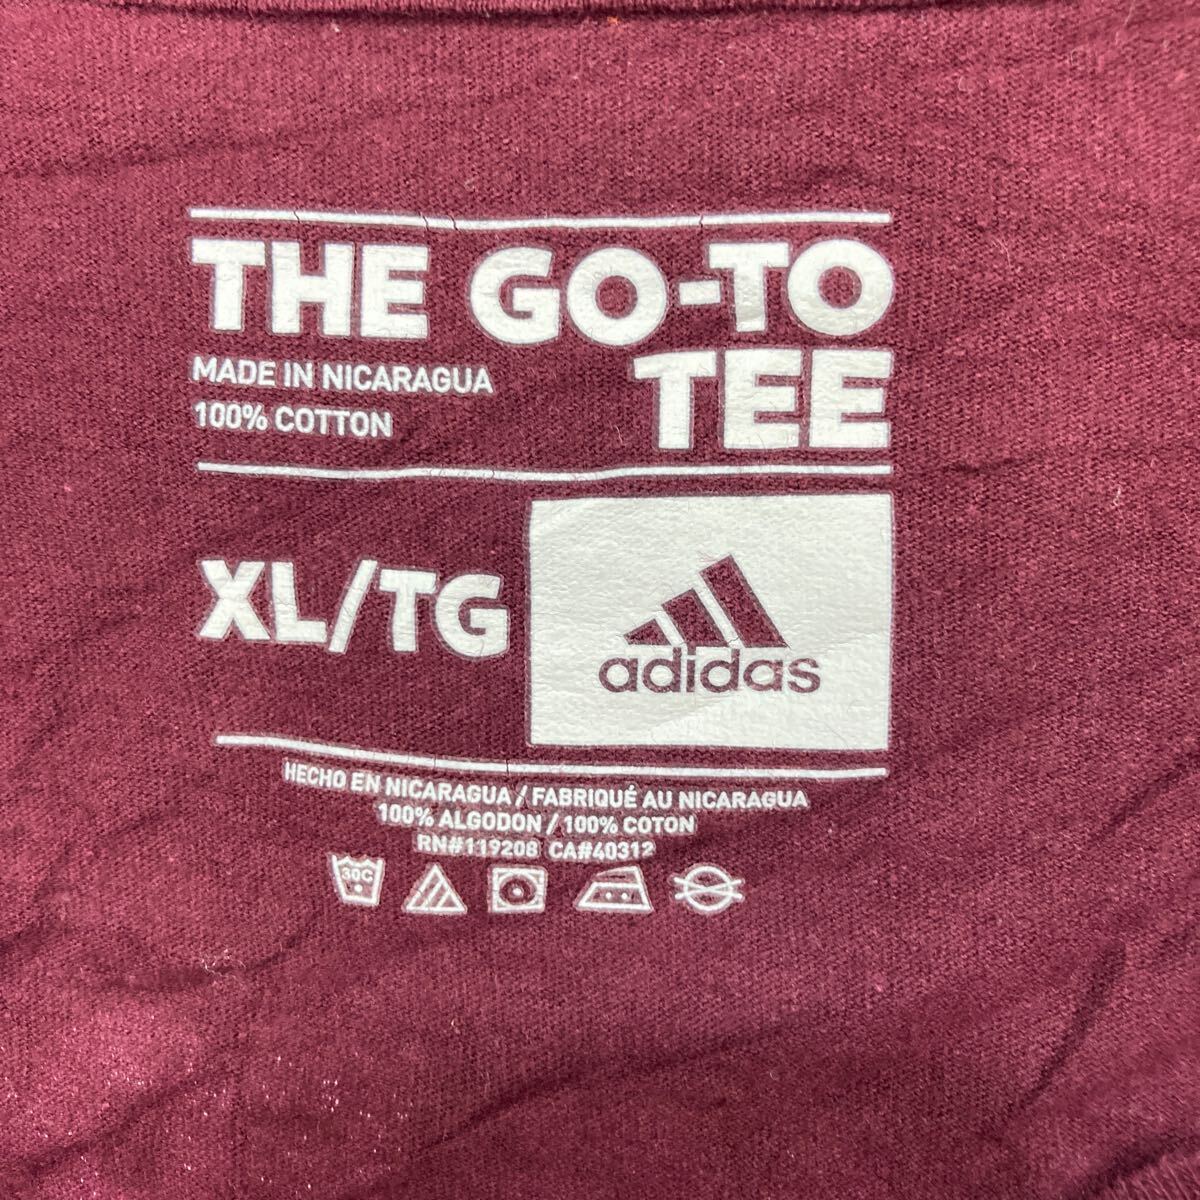 THE GO-TO
TEE
MADE IN NICARAGUA
100% COTTON
XL/TG
adidas
HECHO EN NICARAGUA / FABRIQUÉ AU NICARAGUA
100% ALGODON / 100% COTON
RN#119208 CA#40312
30C